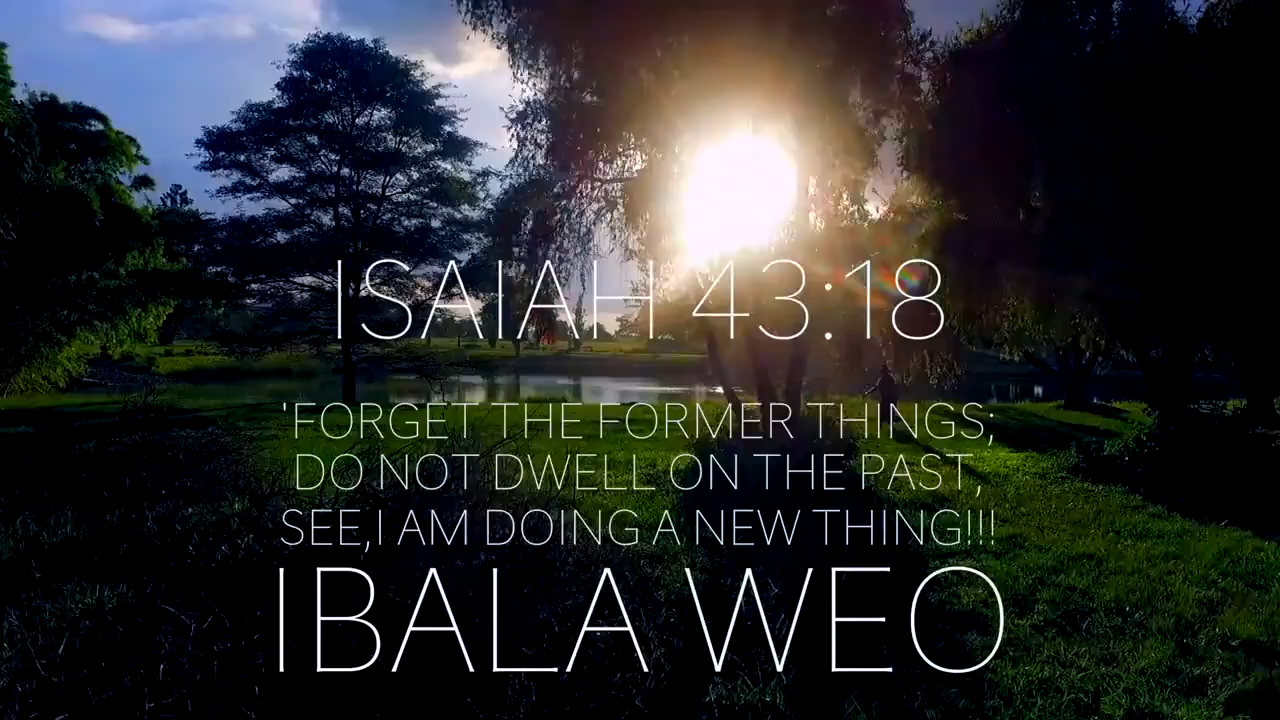 ISAIAH 43:18
'FORGET THE FORMER THINGS;
DO NOT DWELL ON THE PAST,
SEE,I AM DOING A NEW THING!!!
IBALA WEO